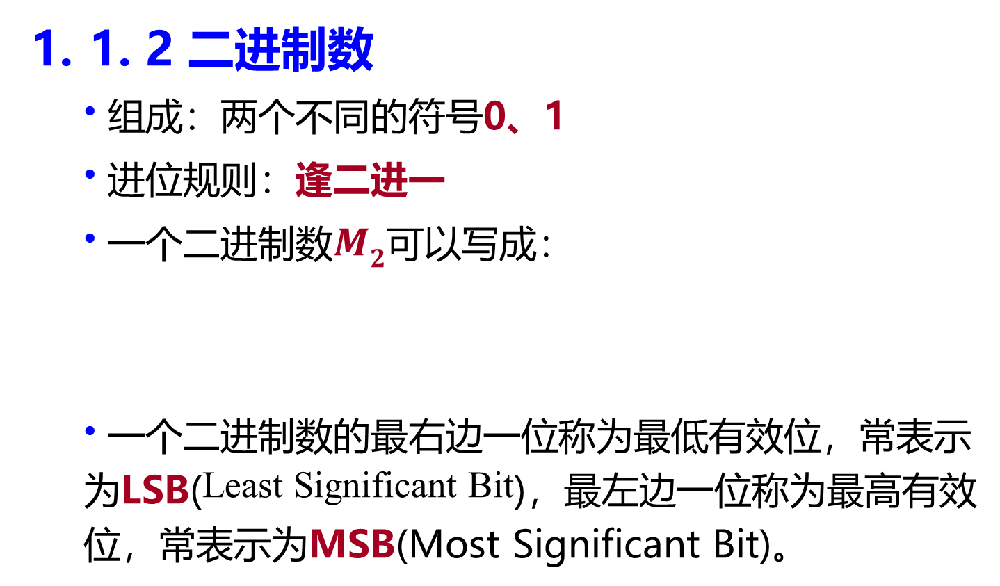 1. 1. 2 二进制数
• 组成：两个不同的符号0、1
• 进位规则：逢二进一
• 一个二进制数M₂可以写成：
• 一个二进制数的最右边一位称为最低有效位，常表示
为LSB(Least Significant Bit)，最左边一位称为最高有效
位，常表示为MSB(Most Significant Bit)。